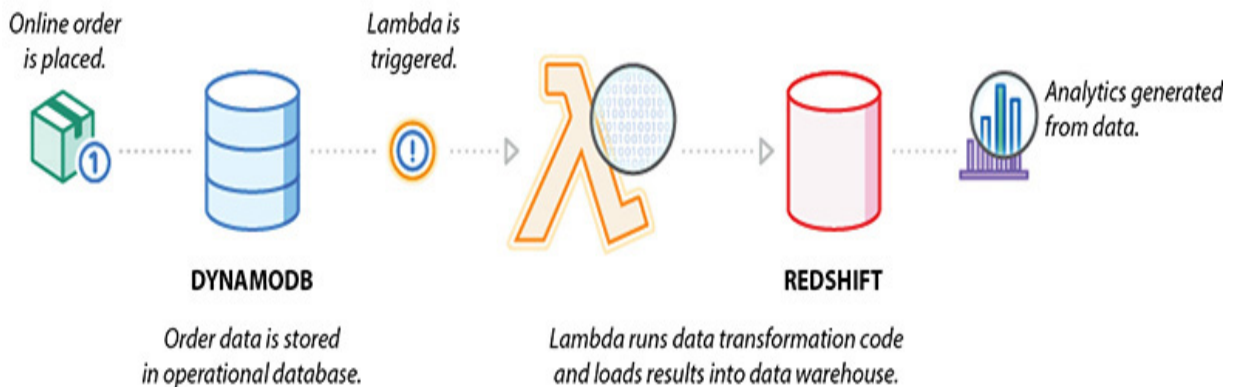 Online order
is placed.
Lambda is
triggered.
Analytics generated
from data.
1
!
DYNAMODB
REDSHIFT
Order data is stored
in operational database.
Lambda runs data transformation code
and loads results into data warehouse.